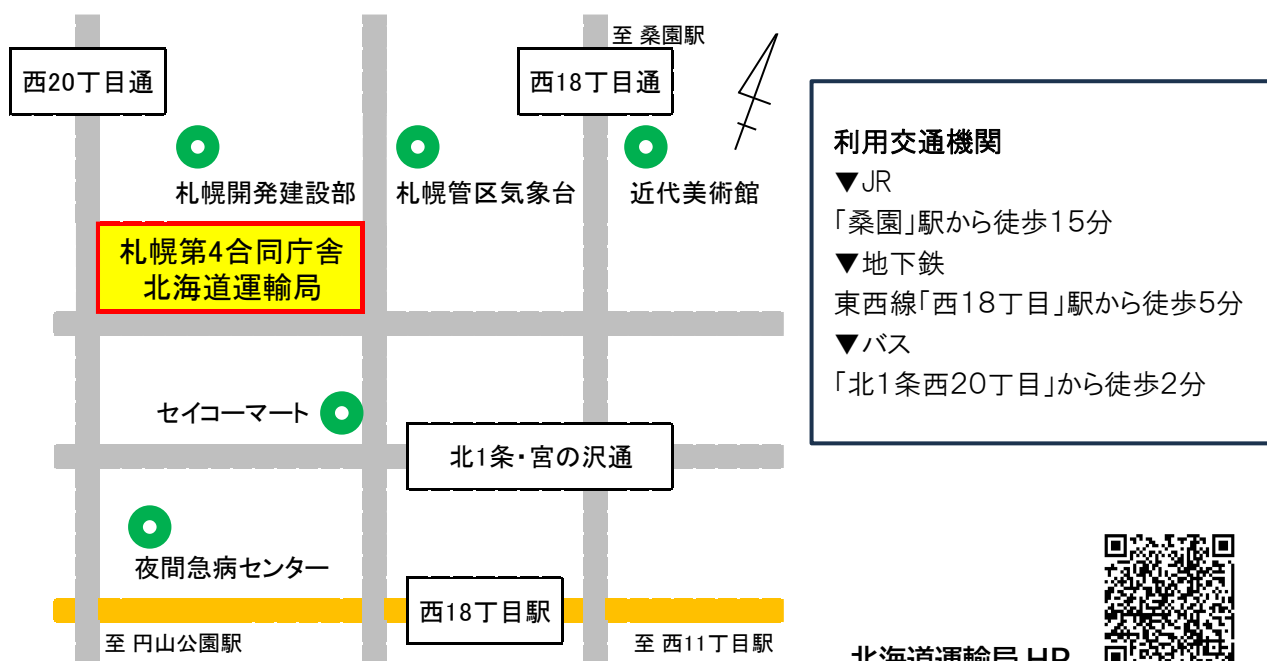 至 桑園駅
西20丁目通
西18丁目通
札幌開発建設部
札幌管区気象台
近代美術館
札幌第4合同庁舎
北海道運輸局
セイコーマート
北1条・宮の沢通
夜間急病センター
西18丁目駅
至 円山公園駅
至 西11丁目駅
利用交通機関
▼JR
「桑園」駅から徒歩15分
▼地下鉄
東西線「西18丁目」駅から徒歩5分
▼バス
「北1条西20丁目」から徒歩2分
北海道運輸局 HP